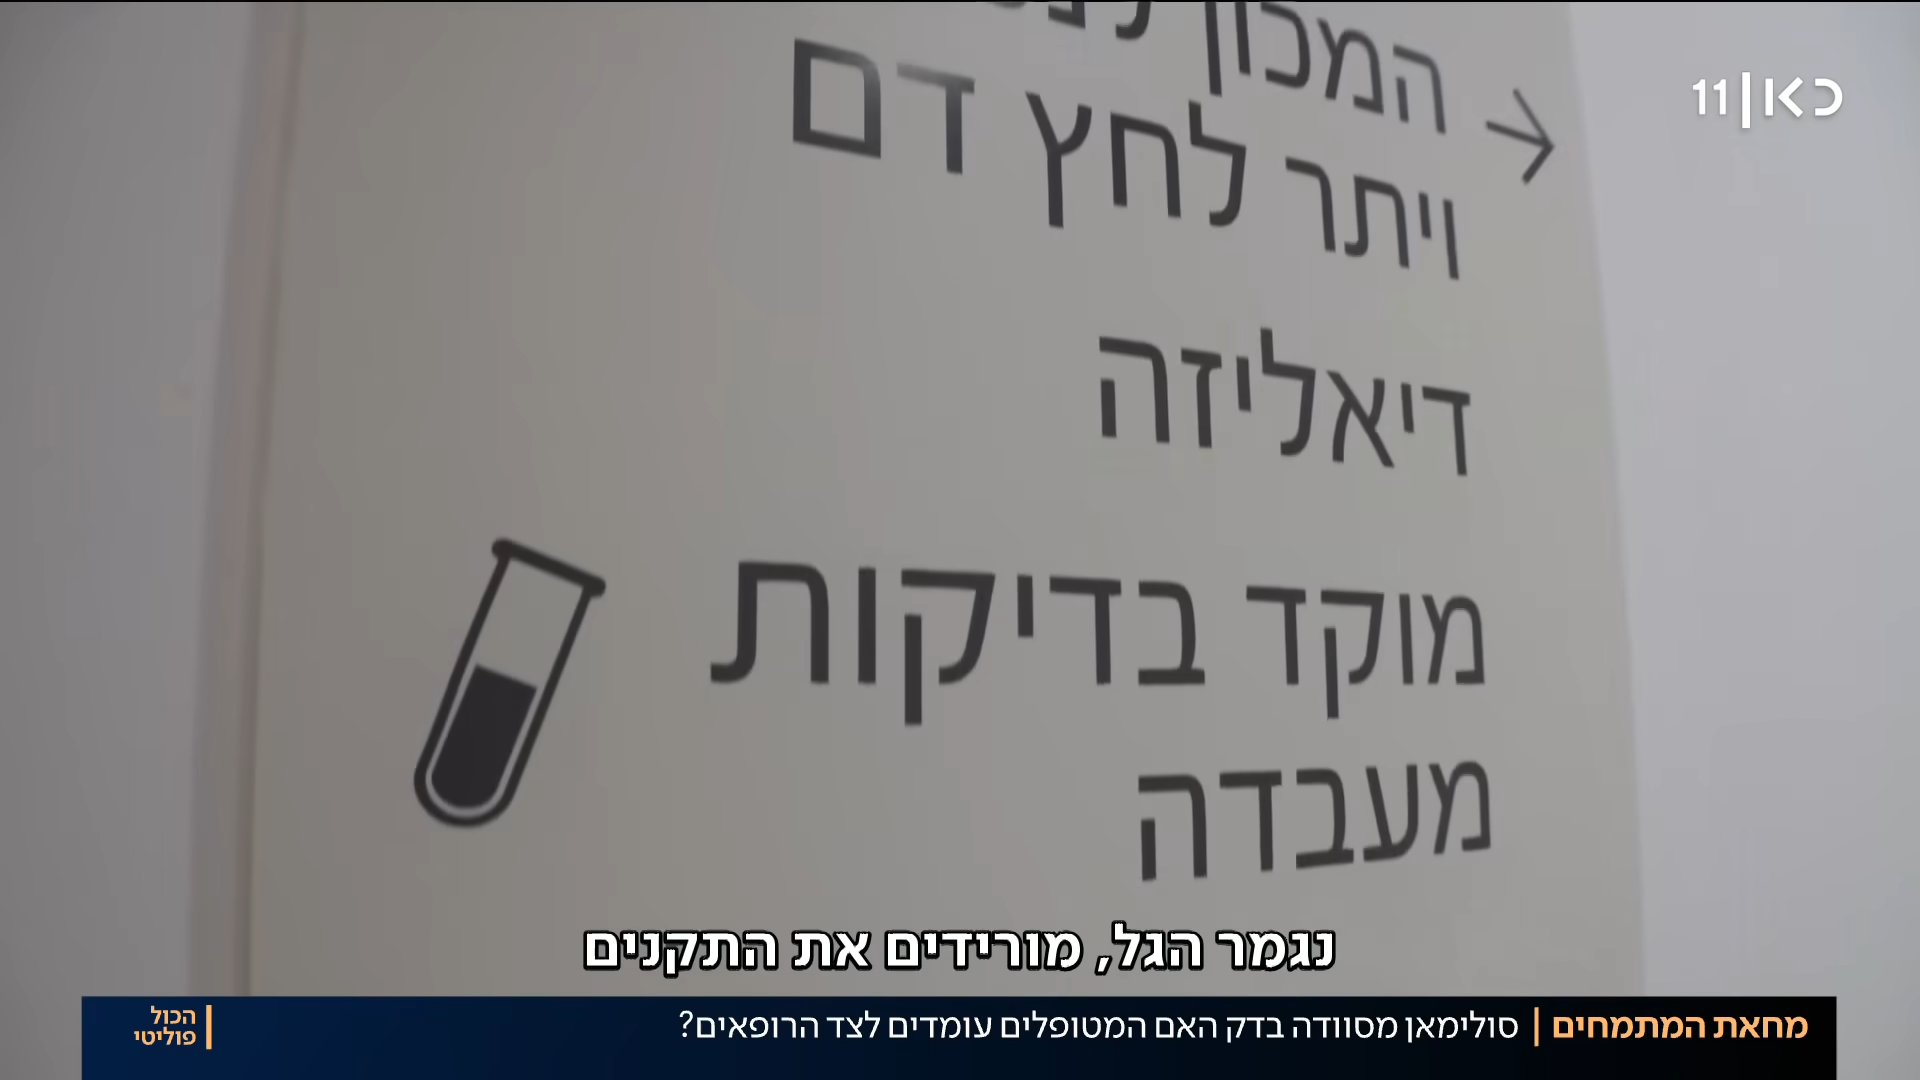 המכון
ויתר לחץ דם
דיאליזה
מוקד בדיקות
מעבדה
כאן 11
נגמר הגל, מורידים את התקנים
מחאת המתמחים | סולימאן מסוודה בדק האם המטופלים עומדים לצד הרופאים?
הכול
פוליטי